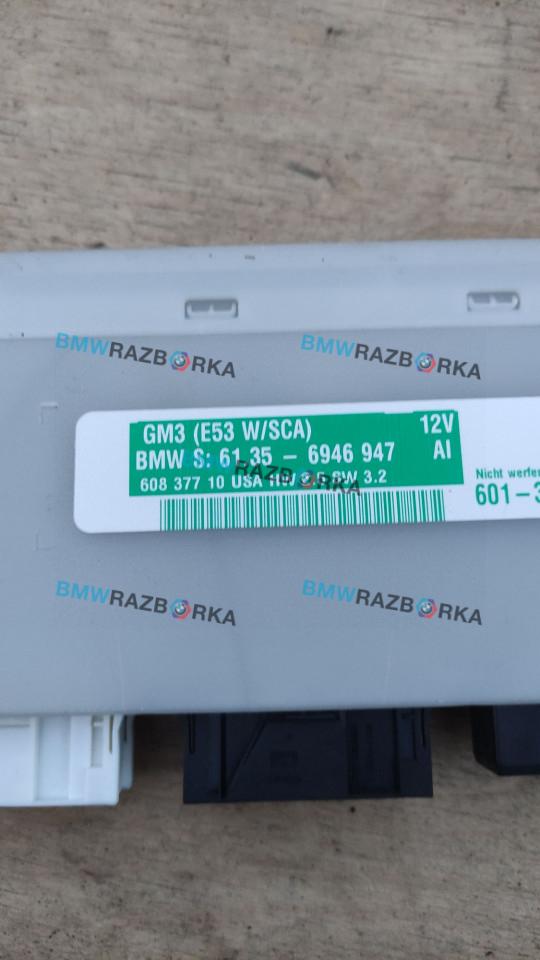 BMWRAZBORKA BMWRAZBORKA
GM3 (E53 W/SCA) 12V
BMW S: 61.35 - 6946 947 AI
608 377 10 USA HW SW 3.2
Nicht werfen
601-3
BMWRAZBORKA BMWRAZBORKA